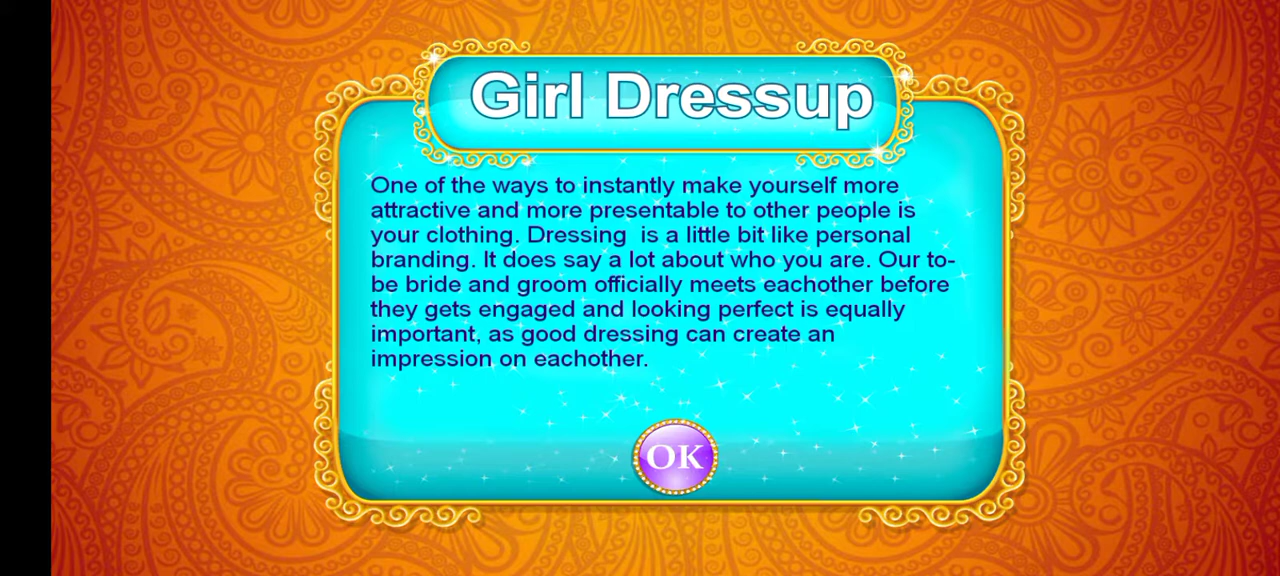 Girl Dressup
One of the ways to instantly make yourself more
attractive and more presentable to other people is
your clothing. Dressing  is a little bit like personal
branding. It does say a lot about who you are. Our to-
be bride and groom officially meets eachother before
they gets engaged and looking perfect is equally
important, as good dressing can create an
impression on eachother.
OK